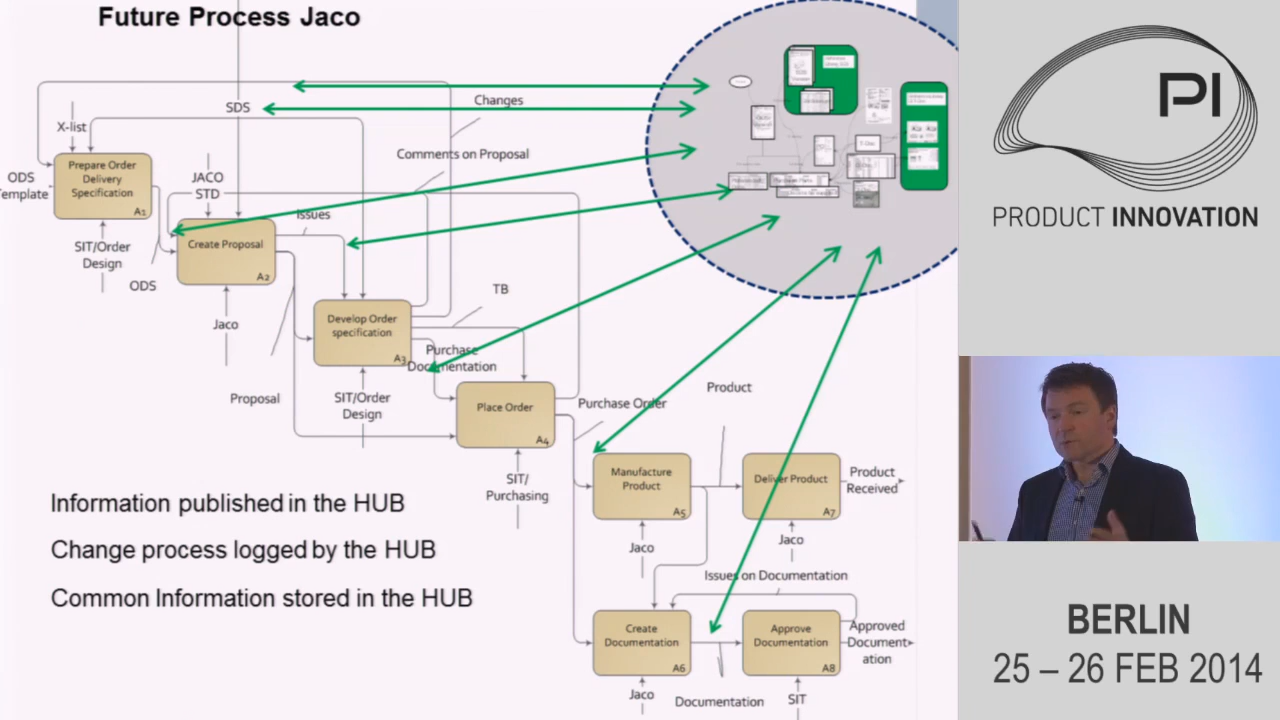 Future Process Jaco
SDS
Changes
X-list
Comments on Proposal
Prepare Order
Delivery
Specification
A1
ODS
Template
JACO
STD
Issues
SIT/Order
Design
Create Proposal
A2
ODS
TB
Jaco
Develop Order
specification
A3
Purchase
Documentation
Proposal
SIT/Order
Design
Place Order
A4
Purchase Order
Product
SIT/
Purchasing
Manufacture
Product
A5
Deliver Product
A7
Product
Received
Jaco
Jaco
Issues on Documentation
Create
Documentation
A6
Approve
Documentation
A8
Approved
Document
ation
Jaco
Documentation
SIT
Information published in the HUB
Change process logged by the HUB
Common Information stored in the HUB
PI
PRODUCT INNOVATION
BERLIN
25 – 26 FEB 2014